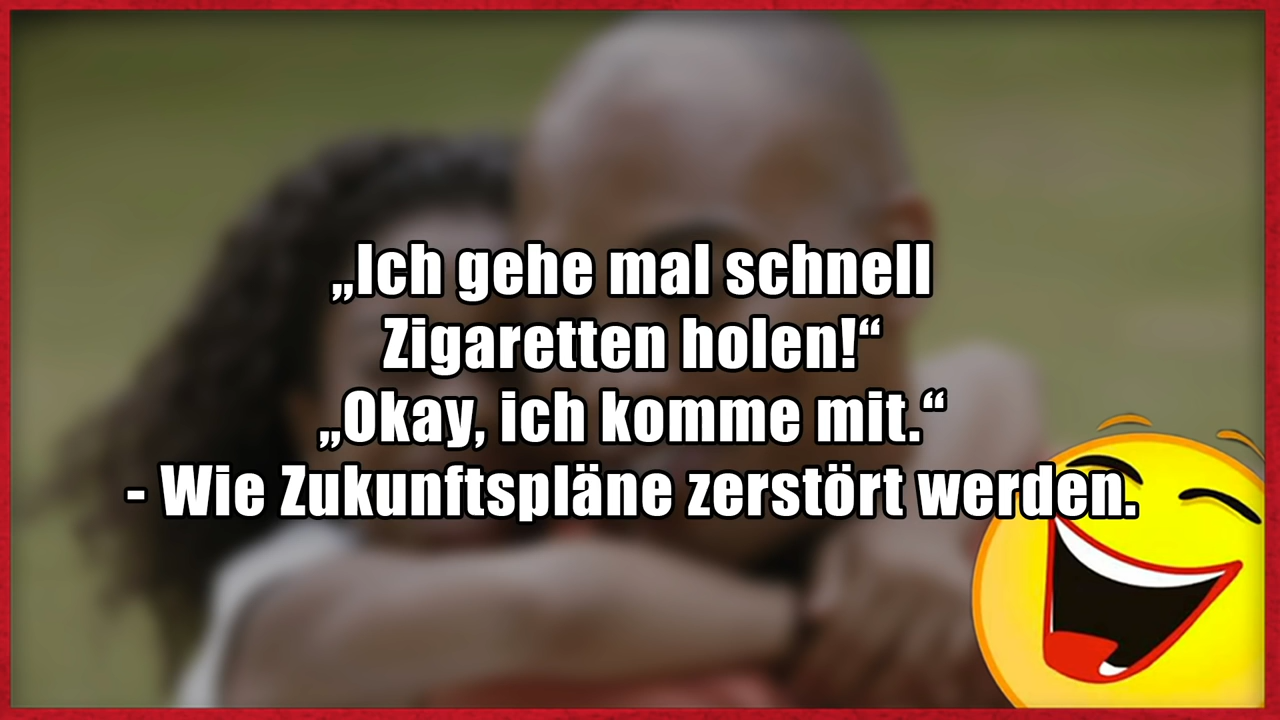 „Ich gehe mal schnell
Zigaretten holen!“
„Okay, ich komme mit.“
- Wie Zukunftspläne zerstört werden.